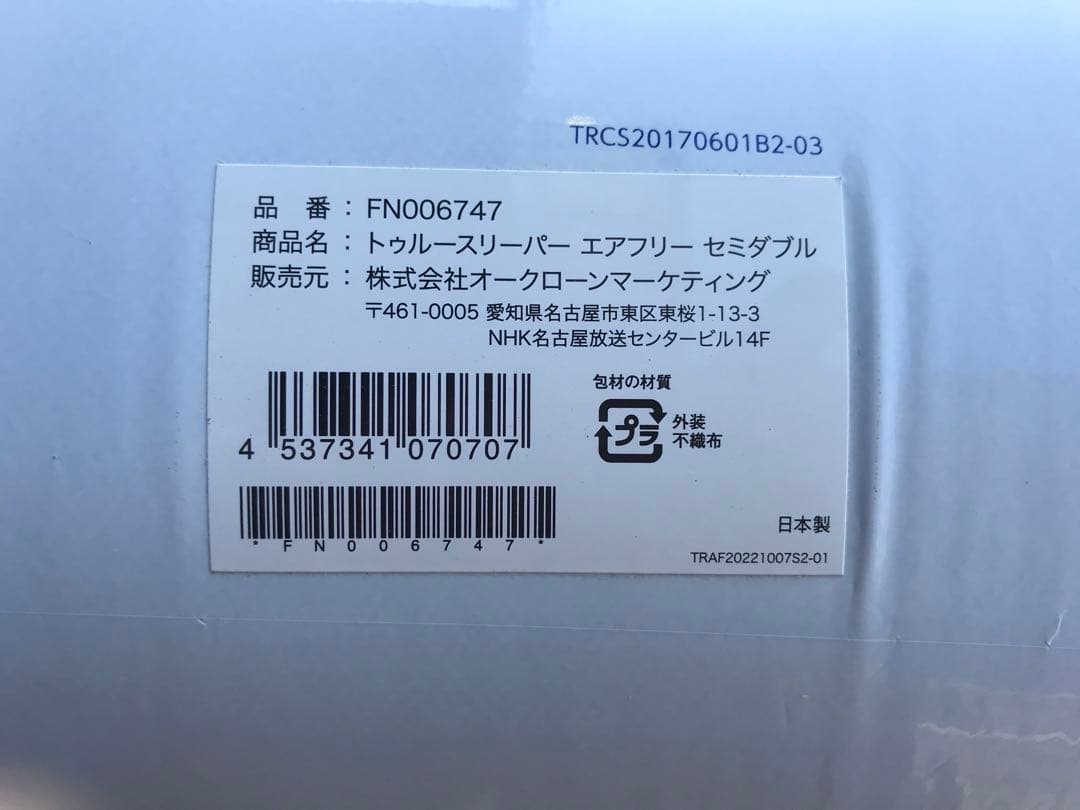 TRCS20170601B2-03
品　番 : FN006747
商品名 : トゥルースリーパー エアフリー セミダブル
販売元 : 株式会社オークローンマーケティング
〒461-0005 愛知県名古屋市東区東桜1-13-3
NHK名古屋放送センタービル14F
包材の材質
プラ 外装
不織布
4 537341 070707
*FN006747*
日本製
TRAF20221007S2-01